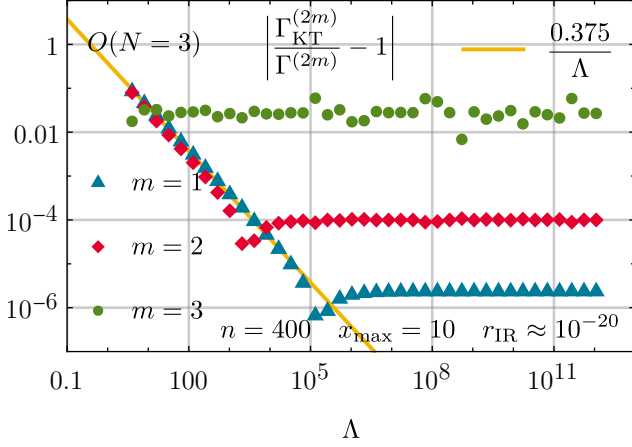 O(N = 3) |Γ_KT^(2m) / Γ^(2m) − 1| 0.375/Λ
1
0.01
10^−4
10^−6
m = 1
m = 2
m = 3
n = 400 x_max = 10 r_IR ≈ 10^−20
0.1 100 10^5 10^8 10^11
Λ